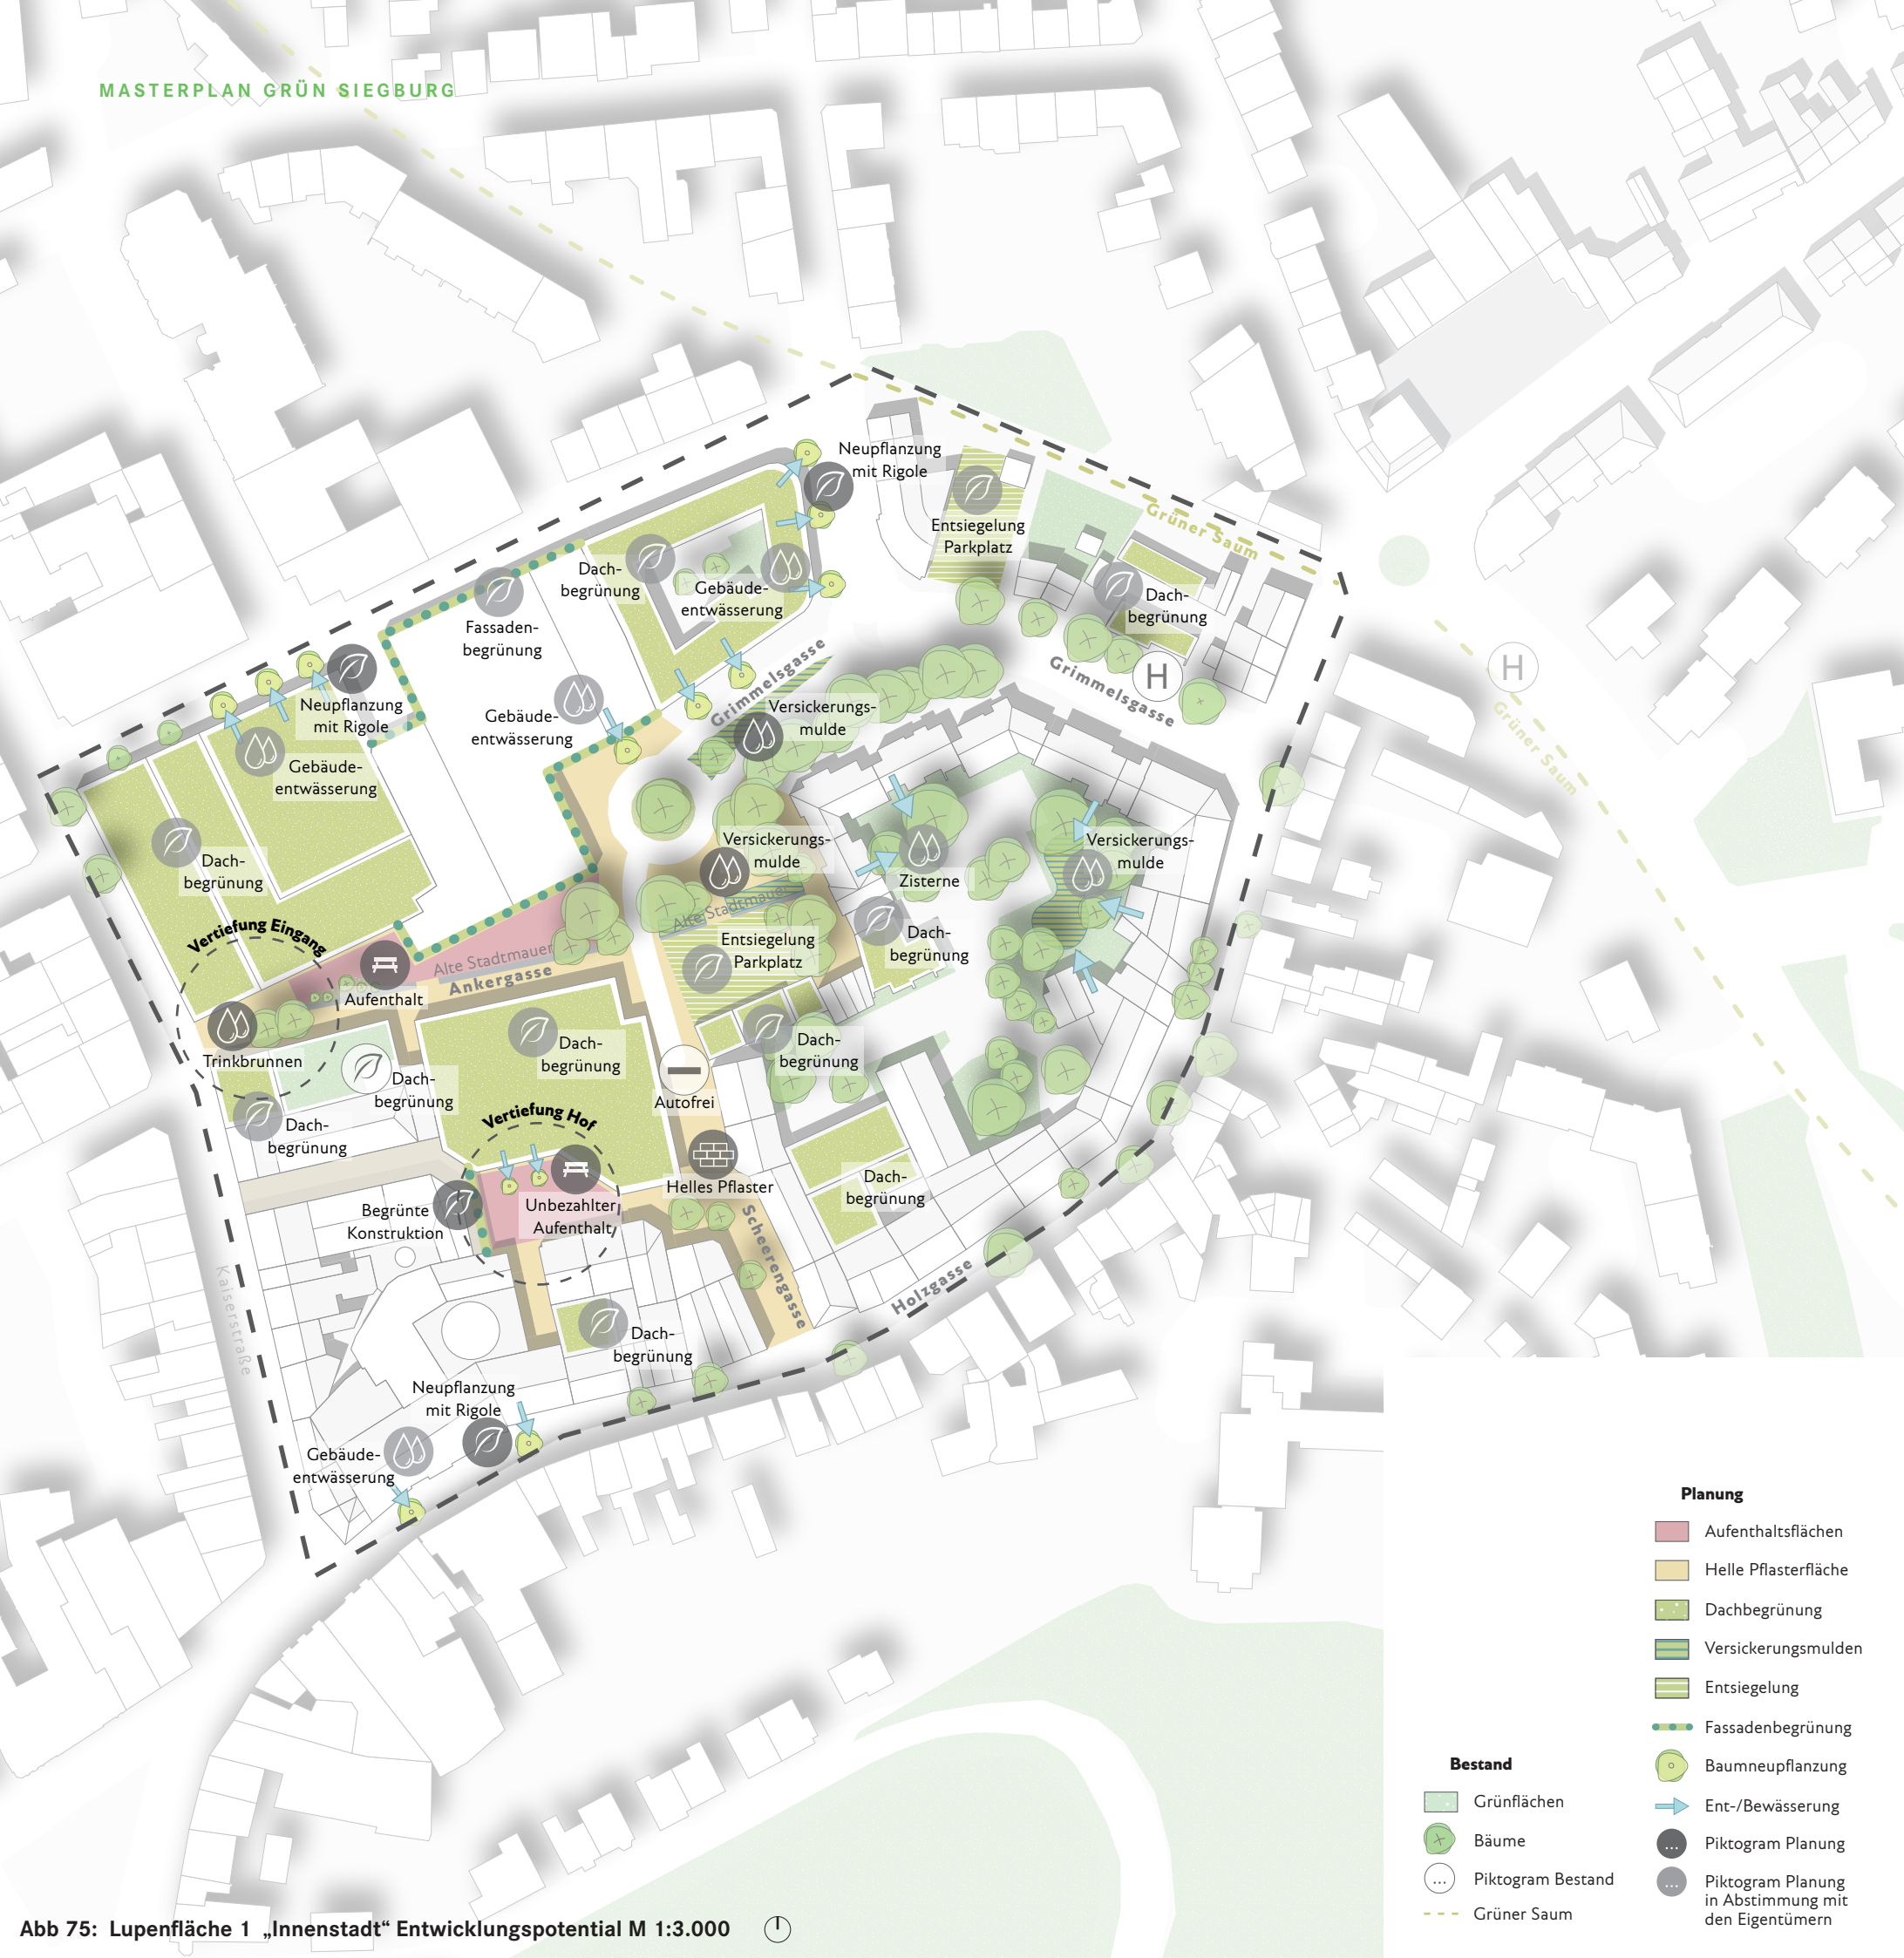 MASTERPLAN GRÜN SIEGBURG
Neupflanzung
mit Rigole
Entsiegelung
Parkplatz
Grüner Saum
Dach-
begrünung
Gebäude-
entwässerung
Dach-
begrünung
Fassaden-
begrünung
Grimmelsgasse
Grimmelsgasse
H
H
Grüner Saum
Neupflanzung
mit Rigole
Gebäude-
entwässerung
Versickerungs-
mulde
Gebäude-
entwässerung
Versickerungs-
mulde
Versickerungs-
mulde
Dach-
begrünung
Zisterne
Alte Stadtmauer
Vertiefung Eingang
Entsiegelung
Parkplatz
Dach-
begrünung
Alte Stadtmauer
Ankergasse
Aufenthalt
Trinkbrunnen
Dach-
begrünung
Dach-
begrünung
Dach-
begrünung
Autofrei
Vertiefung Hof
Dach-
begrünung
Helles Pflaster
Dach-
begrünung
Begrünte
Konstruktion
Unbezahlter
Aufenthalt
Scheerengasse
Kaiserstraße
Holzgasse
Dach-
begrünung
Neupflanzung
mit Rigole
Gebäude-
entwässerung
Planung
Aufenthaltsflächen
Helle Pflasterfläche
Dachbegrünung
Versickerungsmulden
Entsiegelung
Fassadenbegrünung
Baumneupflanzung
Ent-/Bewässerung
... Piktogram Planung
... Piktogram Planung
in Abstimmung mit
den Eigentümern
Bestand
Grünflächen
Bäume
... Piktogram Bestand
Grüner Saum
Abb 75: Lupenfläche 1 „Innenstadt“ Entwicklungspotential M 1:3.000